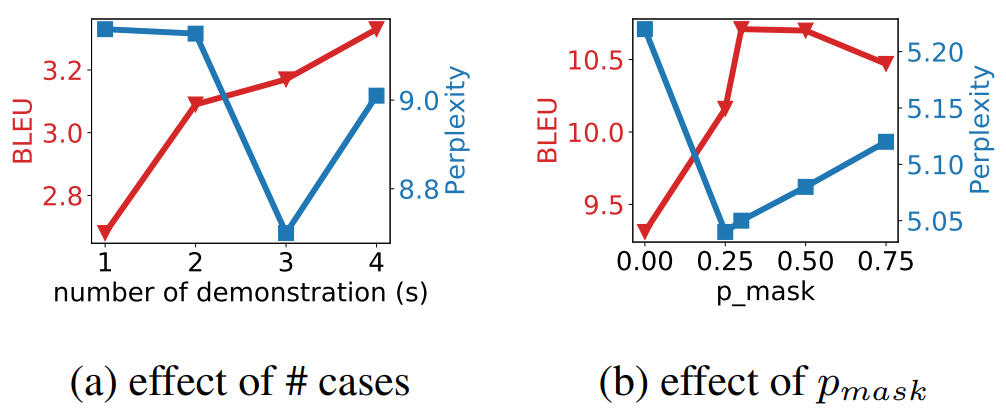 BLEU
3.2
3.0
2.8
9.0
8.8
Perplexity
1 2 3 4
number of demonstration (s)
(a) effect of # cases
BLEU
10.5
10.0
9.5
5.20
5.15
5.10
5.05
Perplexity
0.00 0.25 0.50 0.75
p_mask
(b) effect of p_mask